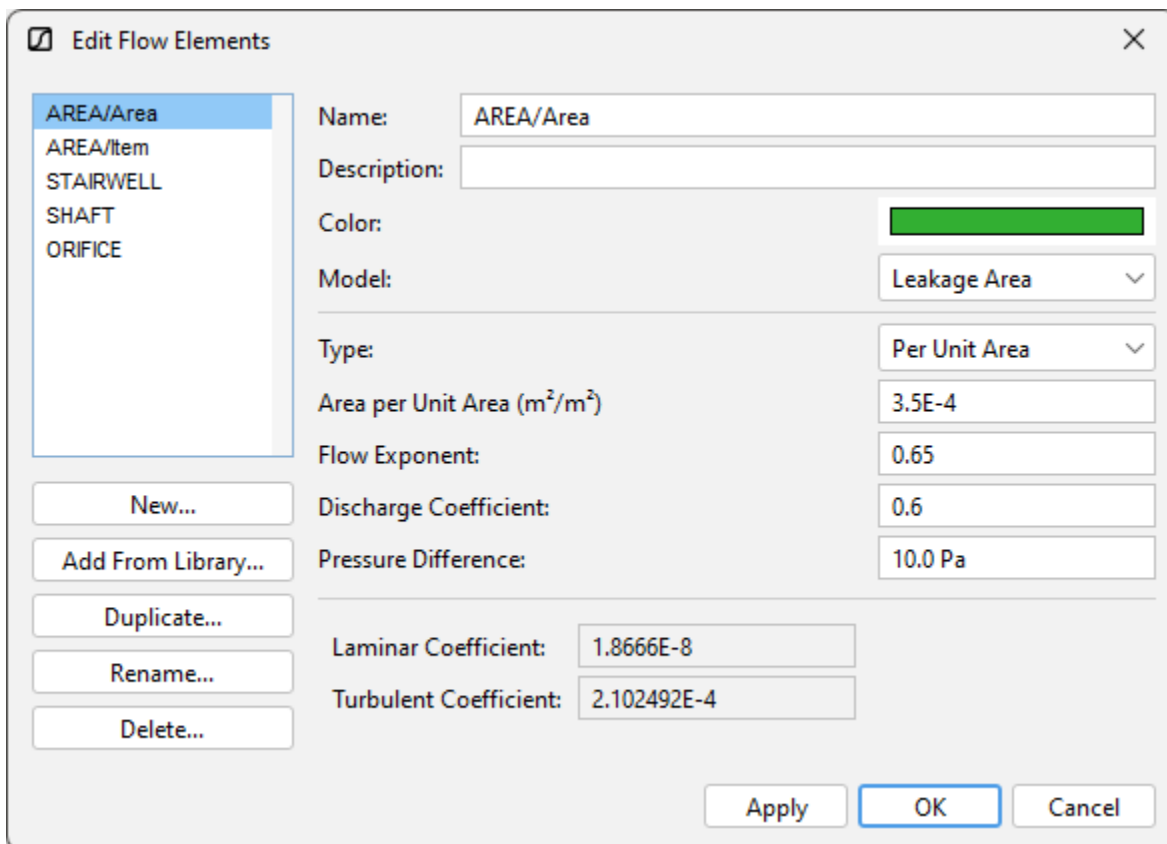 Edit Flow Elements
AREA/Area
AREA/Item
STAIRWELL
SHAFT
ORIFICE
New...
Add From Library...
Duplicate...
Rename...
Delete...
Name: AREA/Area
Description:
Color:
Model: Leakage Area
Type: Per Unit Area
Area per Unit Area (m²/m²) 3.5E-4
Flow Exponent: 0.65
Discharge Coefficient: 0.6
Pressure Difference: 10.0 Pa
Laminar Coefficient: 1.8666E-8
Turbulent Coefficient: 2.102492E-4
Apply OK Cancel